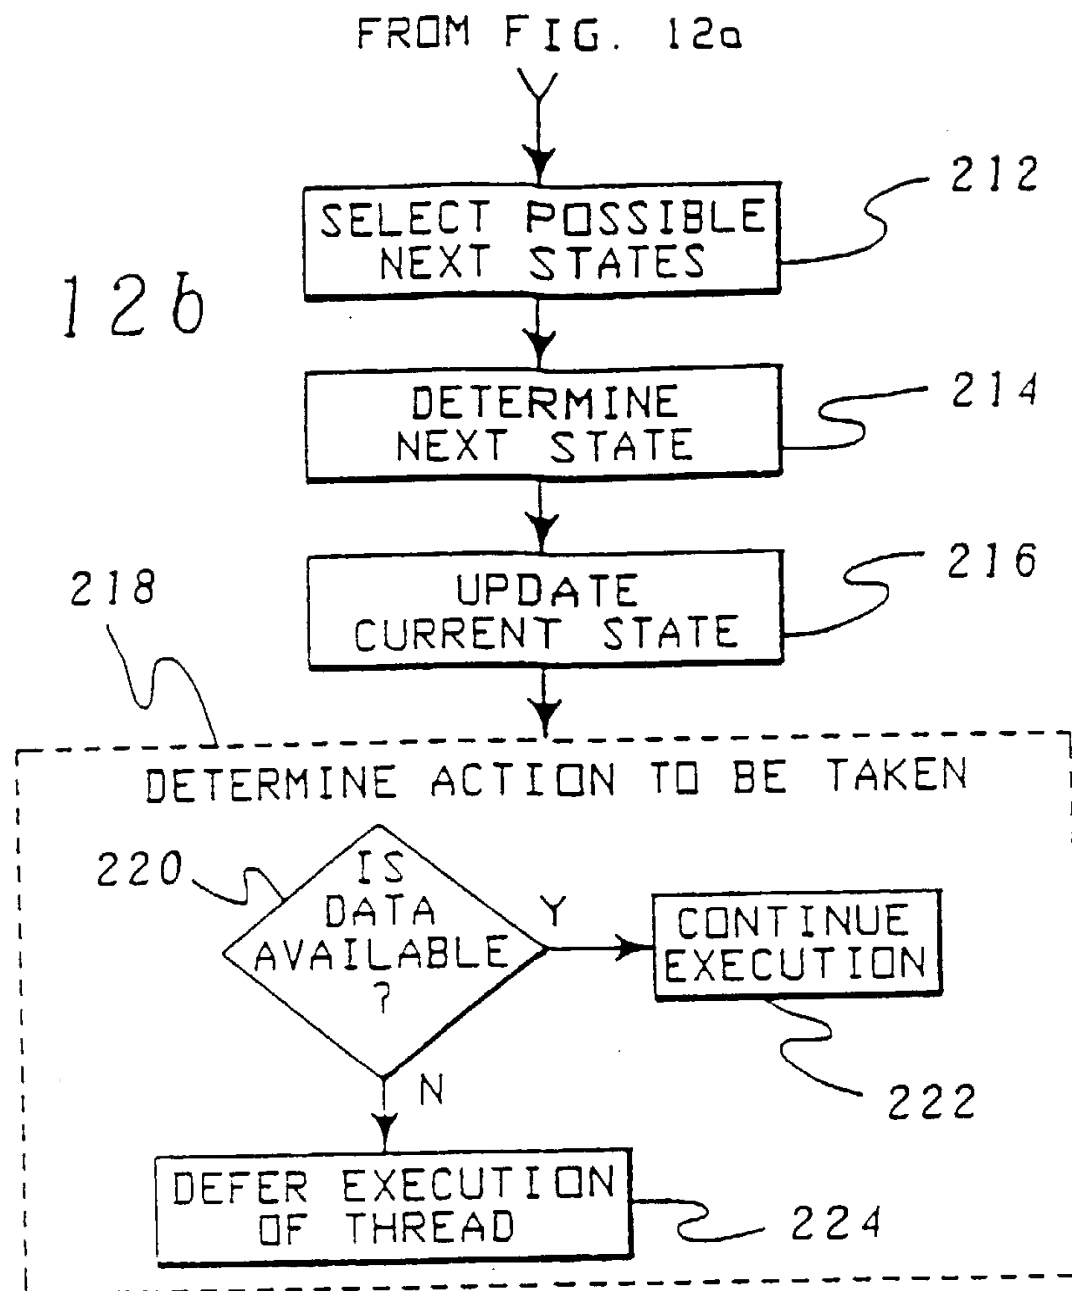 FROM FIG. 12a
212
SELECT POSSIBLE
NEXT STATES
12b
214
DETERMINE
NEXT STATE
216
UPDATE
CURRENT STATE
218
DETERMINE ACTION TO BE TAKEN
220
IS
DATA
AVAILABLE
?
Y
CONTINUE
EXECUTION
N
222
DEFER EXECUTION
OF THREAD
224